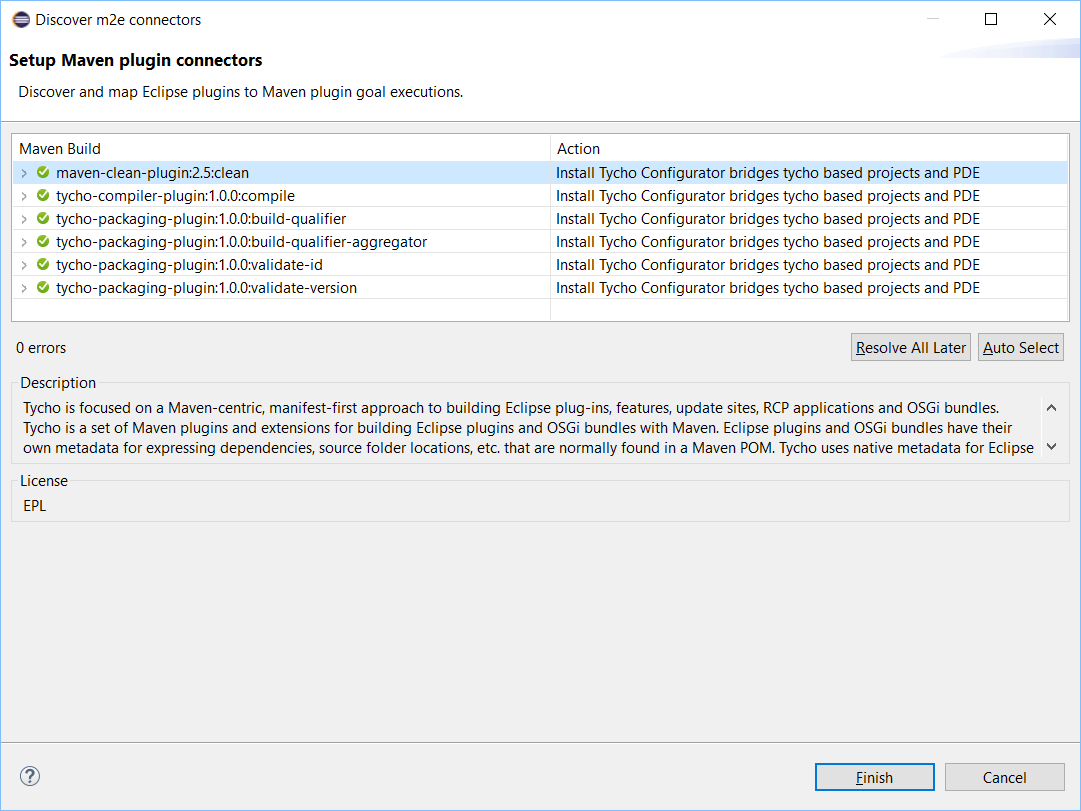 Discover m2e connectors
Setup Maven plugin connectors
Discover and map Eclipse plugins to Maven plugin goal executions.
Maven Build Action
maven-clean-plugin:2.5:clean Install Tycho Configurator bridges tycho based projects and PDE
tycho-compiler-plugin:1.0.0:compile Install Tycho Configurator bridges tycho based projects and PDE
tycho-packaging-plugin:1.0.0:build-qualifier Install Tycho Configurator bridges tycho based projects and PDE
tycho-packaging-plugin:1.0.0:build-qualifier-aggregator Install Tycho Configurator bridges tycho based projects and PDE
tycho-packaging-plugin:1.0.0:validate-id Install Tycho Configurator bridges tycho based projects and PDE
tycho-packaging-plugin:1.0.0:validate-version Install Tycho Configurator bridges tycho based projects and PDE
0 errors Resolve All Later Auto Select
Description
Tycho is focused on a Maven-centric, manifest-first approach to building Eclipse plug-ins, features, update sites, RCP applications and OSGi bundles.
Tycho is a set of Maven plugins and extensions for building Eclipse plugins and OSGi bundles with Maven. Eclipse plugins and OSGi bundles have their
own metadata for expressing dependencies, source folder locations, etc. that are normally found in a Maven POM. Tycho uses native metadata for Eclipse
License
EPL
? Finish Cancel